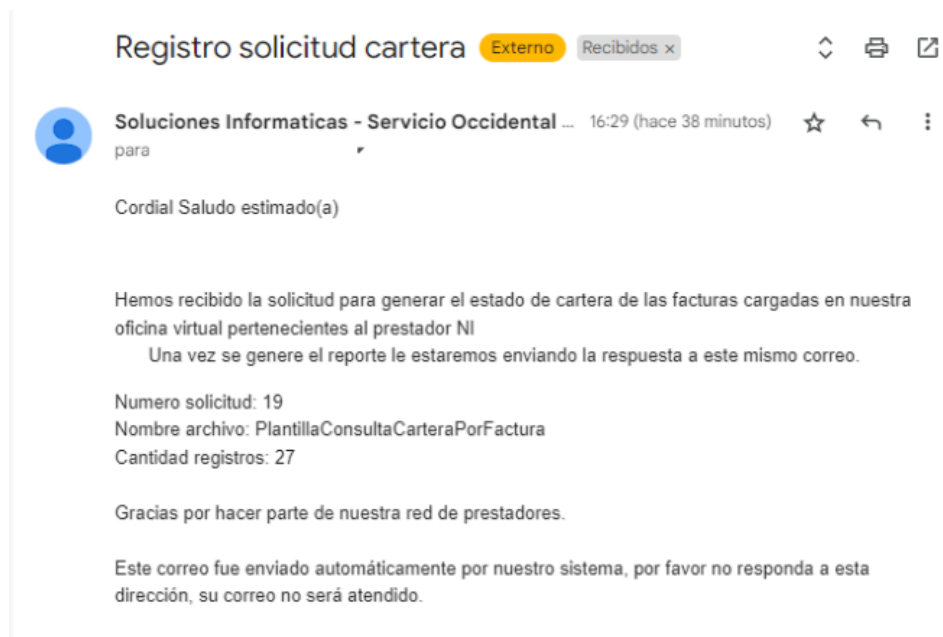 Registro solicitud cartera Externo Recibidos ×
Soluciones Informaticas - Servicio Occidental ... 16:29 (hace 38 minutos)
para
Cordial Saludo estimado(a)
Hemos recibido la solicitud para generar el estado de cartera de las facturas cargadas en nuestra
oficina virtual pertenecientes al prestador NI
Una vez se genere el reporte le estaremos enviando la respuesta a este mismo correo.
Numero solicitud: 19
Nombre archivo: PlantillaConsultaCarteraPorFactura
Cantidad registros: 27
Gracias por hacer parte de nuestra red de prestadores.
Este correo fue enviado automáticamente por nuestro sistema, por favor no responda a esta
dirección, su correo no será atendido.